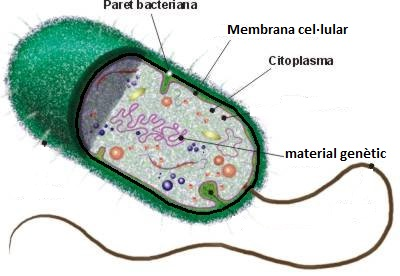 Paret bacteriana
Membrana cel·lular
Citoplasma
material genètic